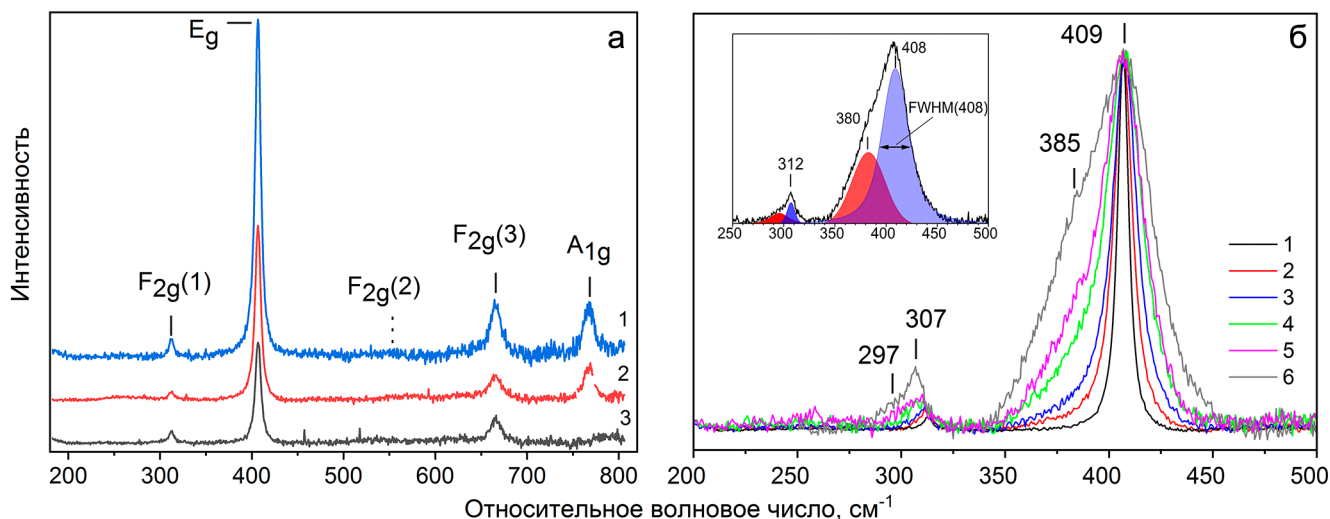 Интенсивность
а
Eg
F2g(1)
F2g(2)
F2g(3)
A1g
1
2
3
200 300 400 500 600 700 800
б
409
385
307
297
408
380
FWHM(408)
312
250 300 350 400 450 500
1
2
3
4
5
6
200 250 300 350 400 450 500
Относительное волновое число, см-1